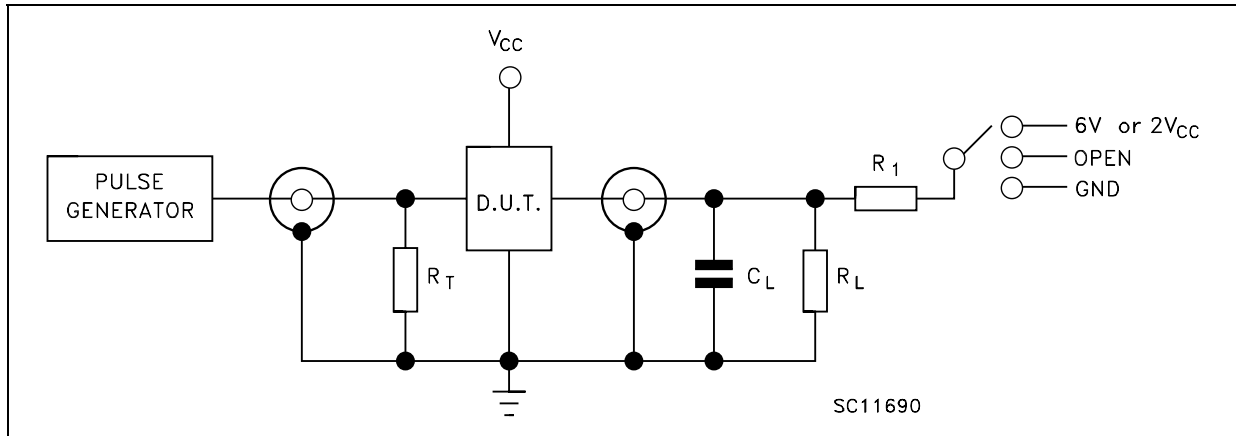 VCC
6V or 2VCC
OPEN
GND
R1
PULSE
GENERATOR
D.U.T.
RT
CL
RL
SC11690